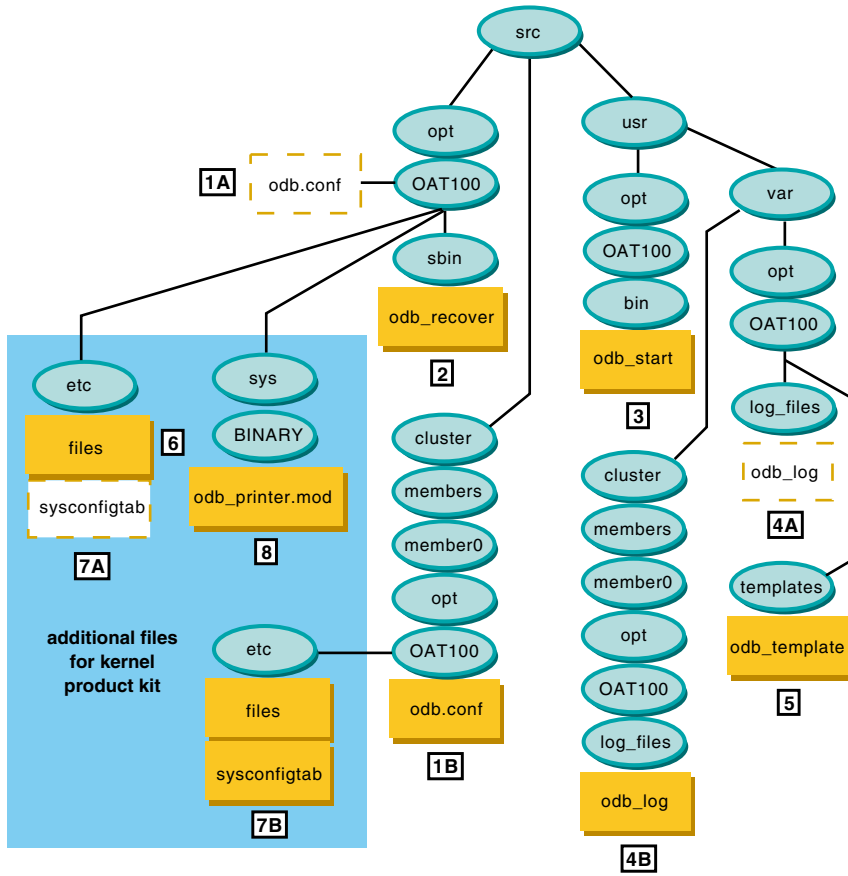 src
opt
usr
1A
odb.conf
OAT100
opt
var
sbin
OAT100
opt
odb_recover
bin
OAT100
2
odb_start
etc
sys
3
log_files
files
6
BINARY
cluster
odb_log
sysconfigtab
odb_printer.mod
members
cluster
4A
7A
8
member0
members
additional files
for kernel
product kit
opt
member0
templates
etc
OAT100
opt
odb_template
files
odb.conf
OAT100
5
sysconfigtab
1B
log_files
7B
odb_log
4B